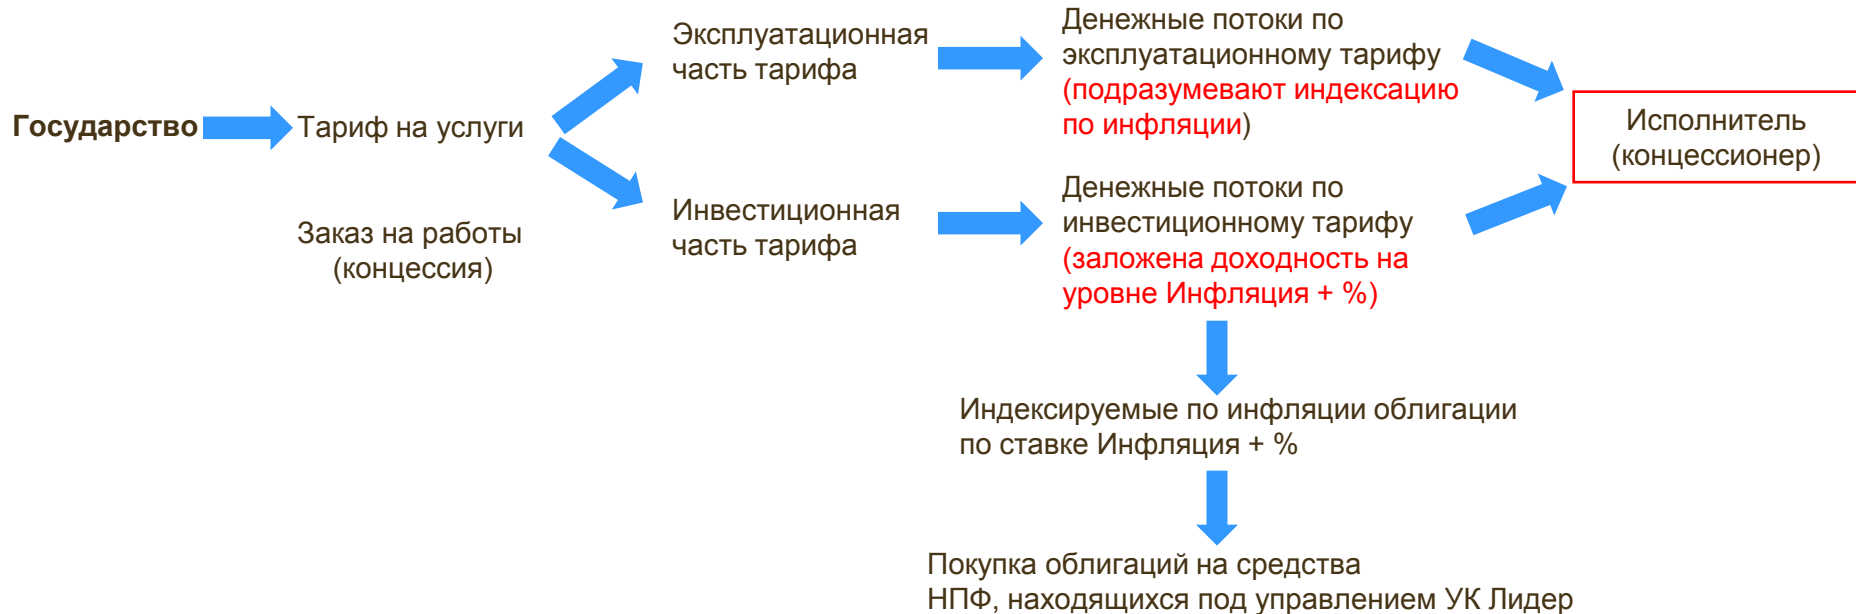 Государство
Тариф на услуги
Заказ на работы
(концессия)
Эксплуатационная
часть тарифа
Инвестиционная
часть тарифа
Денежные потоки по
эксплуатационному тарифу
(подразумевают индексацию
по инфляции)
Денежные потоки по
инвестиционному тарифу
(заложена доходность на
уровне Инфляция + %)
Исполнитель
(концессионер)
Индексируемые по инфляции облигации
по ставке Инфляция + %
Покупка облигаций на средства
НПФ, находящихся под управлением УК Лидер